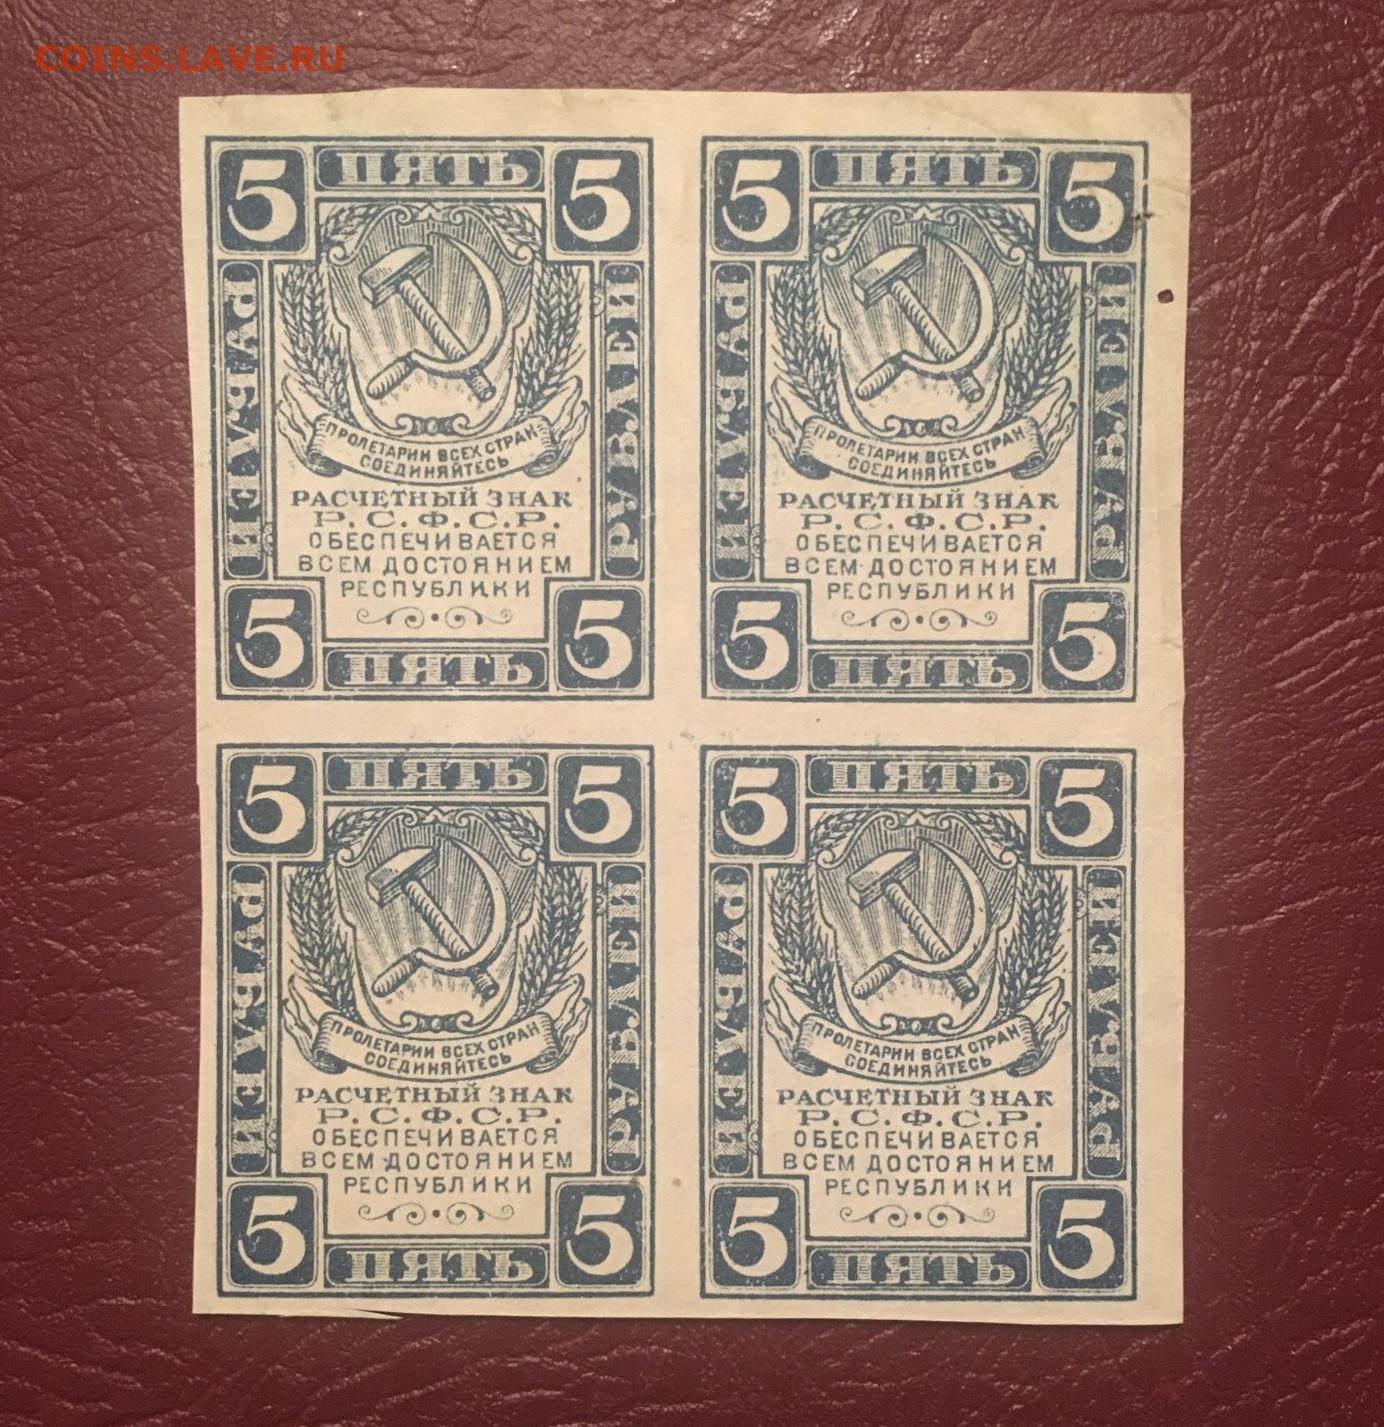 COINS.LAVE.RU
5 ПЯТЬ 5
РУБЛЕЙ
РУБЛЕЙ
ПРОЛЕТАРИИ ВСЕХ СТРАН
СОЕДИНЯЙТЕСЬ
РАСЧЕТНЫЙ ЗНАК
Р.С.Ф.С.Р.
ОБЕСПЕЧИВАЕТСЯ
ВСЕМ ДОСТОЯНИЕМ
РЕСПУБЛИКИ
5 ПЯТЬ 5
5 ПЯТЬ 5
РУБЛЕЙ
РУБЛЕЙ
ПРОЛЕТАРИИ ВСЕХ СТРАН
СОЕДИНЯЙТЕСЬ
РАСЧЕТНЫЙ ЗНАК
Р.С.Ф.С.Р.
ОБЕСПЕЧИВАЕТСЯ
ВСЕМ ДОСТОЯНИЕМ
РЕСПУБЛИКИ
5 ПЯТЬ 5
5 ПЯТЬ 5
РУБЛЕЙ
РУБЛЕЙ
ПРОЛЕТАРИИ ВСЕХ СТРАН
СОЕДИНЯЙТЕСЬ
РАСЧЕТНЫЙ ЗНАК
Р.С.Ф.С.Р.
ОБЕСПЕЧИВАЕТСЯ
ВСЕМ ДОСТОЯНИЕМ
РЕСПУБЛИКИ
5 ПЯТЬ 5
5 ПЯТЬ 5
РУБЛЕЙ
РУБЛЕЙ
ПРОЛЕТАРИИ ВСЕХ СТРАН
СОЕДИНЯЙТЕСЬ
РАСЧЕТНЫЙ ЗНАК
Р.С.Ф.С.Р.
ОБЕСПЕЧИВАЕТСЯ
ВСЕМ ДОСТОЯНИЕМ
РЕСПУБЛИКИ
5 ПЯТЬ 5